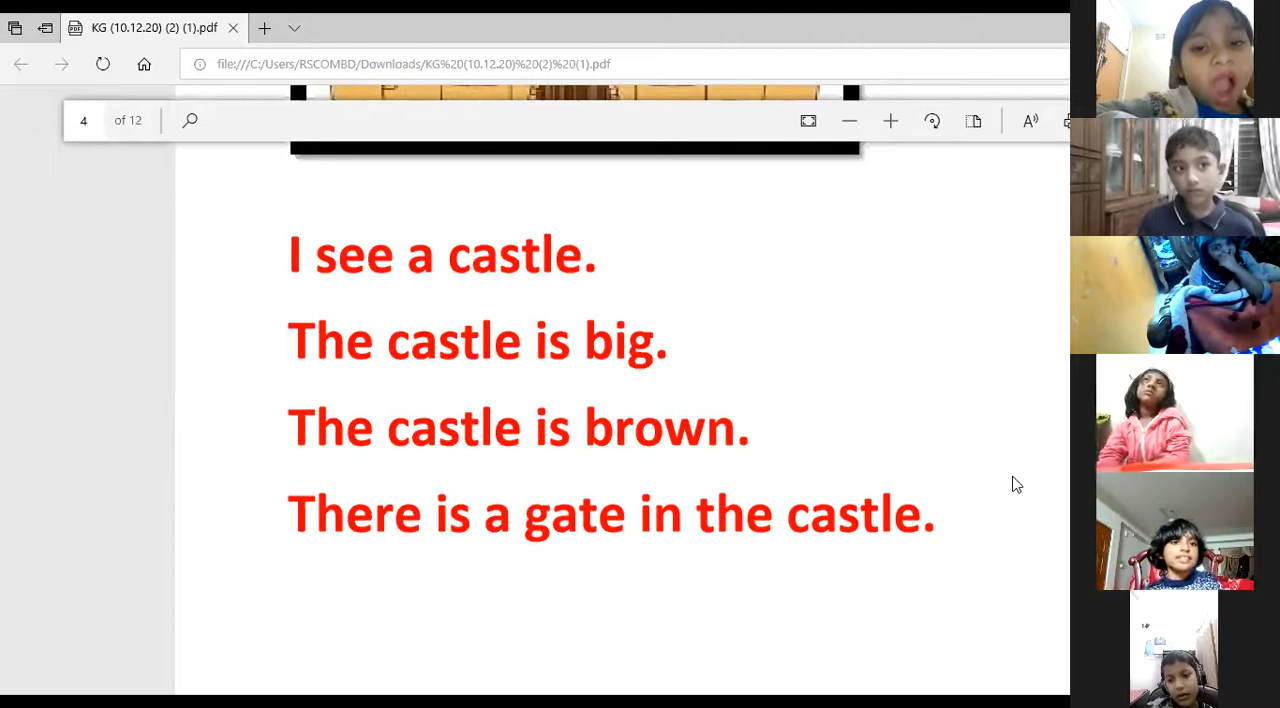 KG (10.12.20) (2) (1).pdf
file:///C:/Users/RSCOMBD/Downloads/KG%20(10.12.20)%20(2)%20(1).pdf
4 of 12
I see a castle.
The castle is big.
The castle is brown.
There is a gate in the castle.